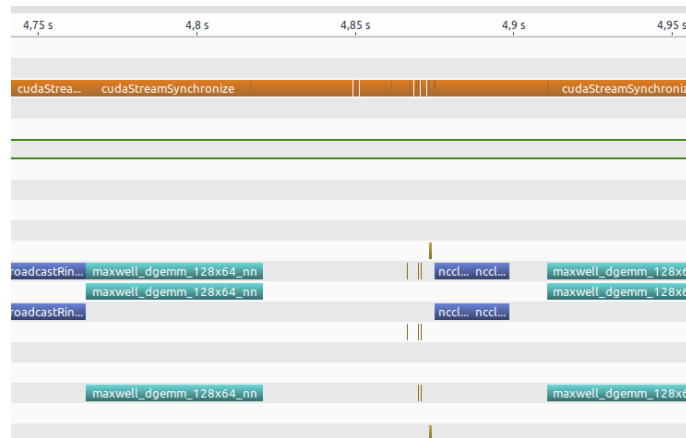 4,75 s 4,8 s 4,85 s 4,9 s 4,95 s
cudaStrea... cudaStreamSynchronize cudaStreamSynchroniz
roadcastRin... maxwell_dgemm_128x64_nn nccl... nccl... maxwell_dgemm_128x6
maxwell_dgemm_128x64_nn maxwell_dgemm_128x6
roadcastRin... nccl... nccl...
maxwell_dgemm_128x64_nn maxwell_dgemm_128x6